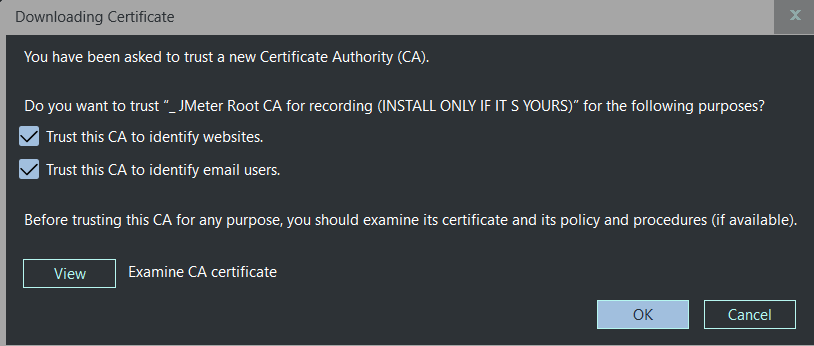 Downloading Certificate
x
You have been asked to trust a new Certificate Authority (CA).
Do you want to trust “_ JMeter Root CA for recording (INSTALL ONLY IF IT S YOURS)” for the following purposes?
Trust this CA to identify websites.
Trust this CA to identify email users.
Before trusting this CA for any purpose, you should examine its certificate and its policy and procedures (if available).
View Examine CA certificate
OK Cancel